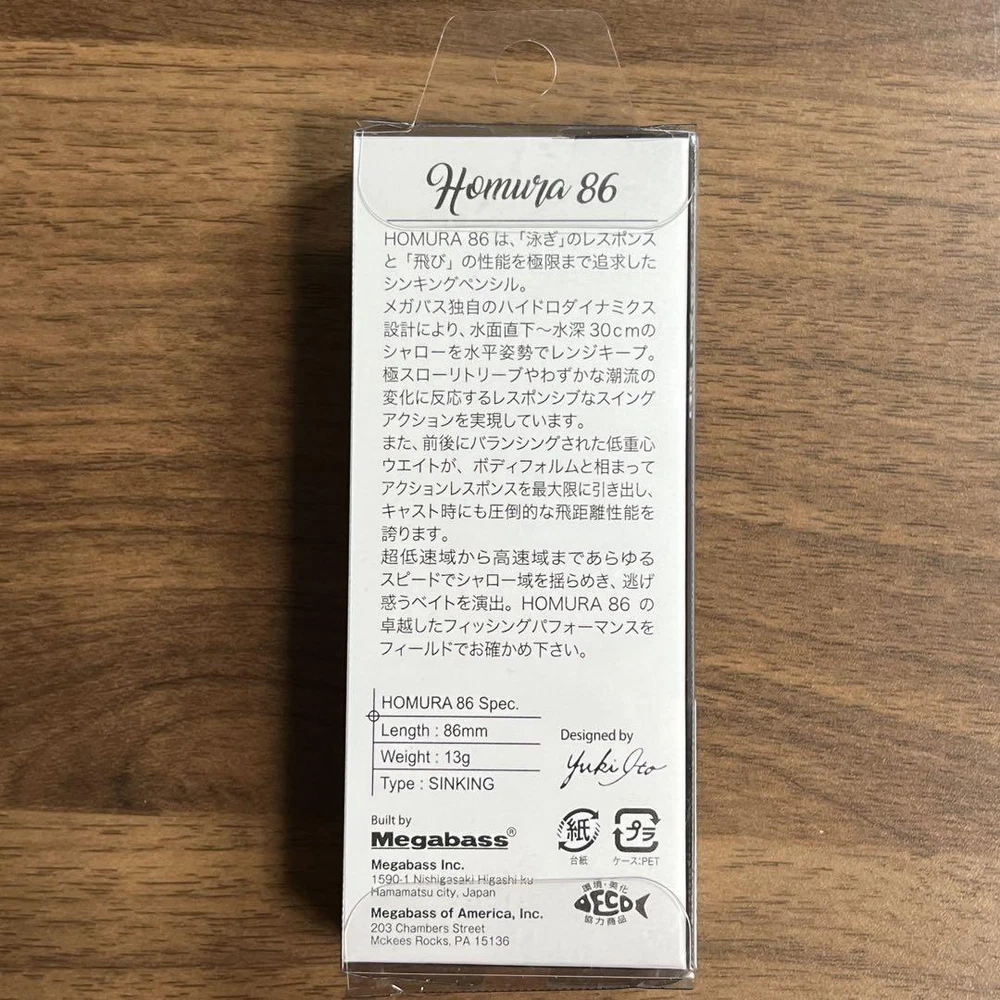 Homura 86
HOMURA 86 は、「泳ぎ」のレスポンス
と「飛び」の性能を極限まで追求した
シンキングペンシル。
メガバス独自のハイドロダイナミクス
設計により、水面直下〜水深30cmの
シャローを水平姿勢でレンジキープ。
極スローリトリーブやわずかな潮流の
変化に反応するレスポンシブなスイング
アクションを実現しています。
また、前後にバランシングされた低重心
ウエイトが、ボディフォルムと相まって
アクションレスポンスを最大限に引き出し、
キャスト時にも圧倒的な飛距離性能を
誇ります。
超低速域から高速域まであらゆる
スピードでシャロー域を揺らめき、逃げ
惑うベイトを演出。HOMURA 86 の
卓越したフィッシングパフォーマンスを
フィールドでお確かめ下さい。
HOMURA 86 Spec.
Length : 86mm
Weight : 13g
Type : SINKING
Designed by
Yuki Ito
Built by
Megabass®
Megabass Inc.
1590-1 Nishigasaki Higashi-ku
Hamamatsu city, Japan
Megabass of America, Inc.
203 Chambers Street
Mckees Rocks, PA 15136
紙
台紙
プラ
ケース:PET
環境・美化
ECO
協力商品